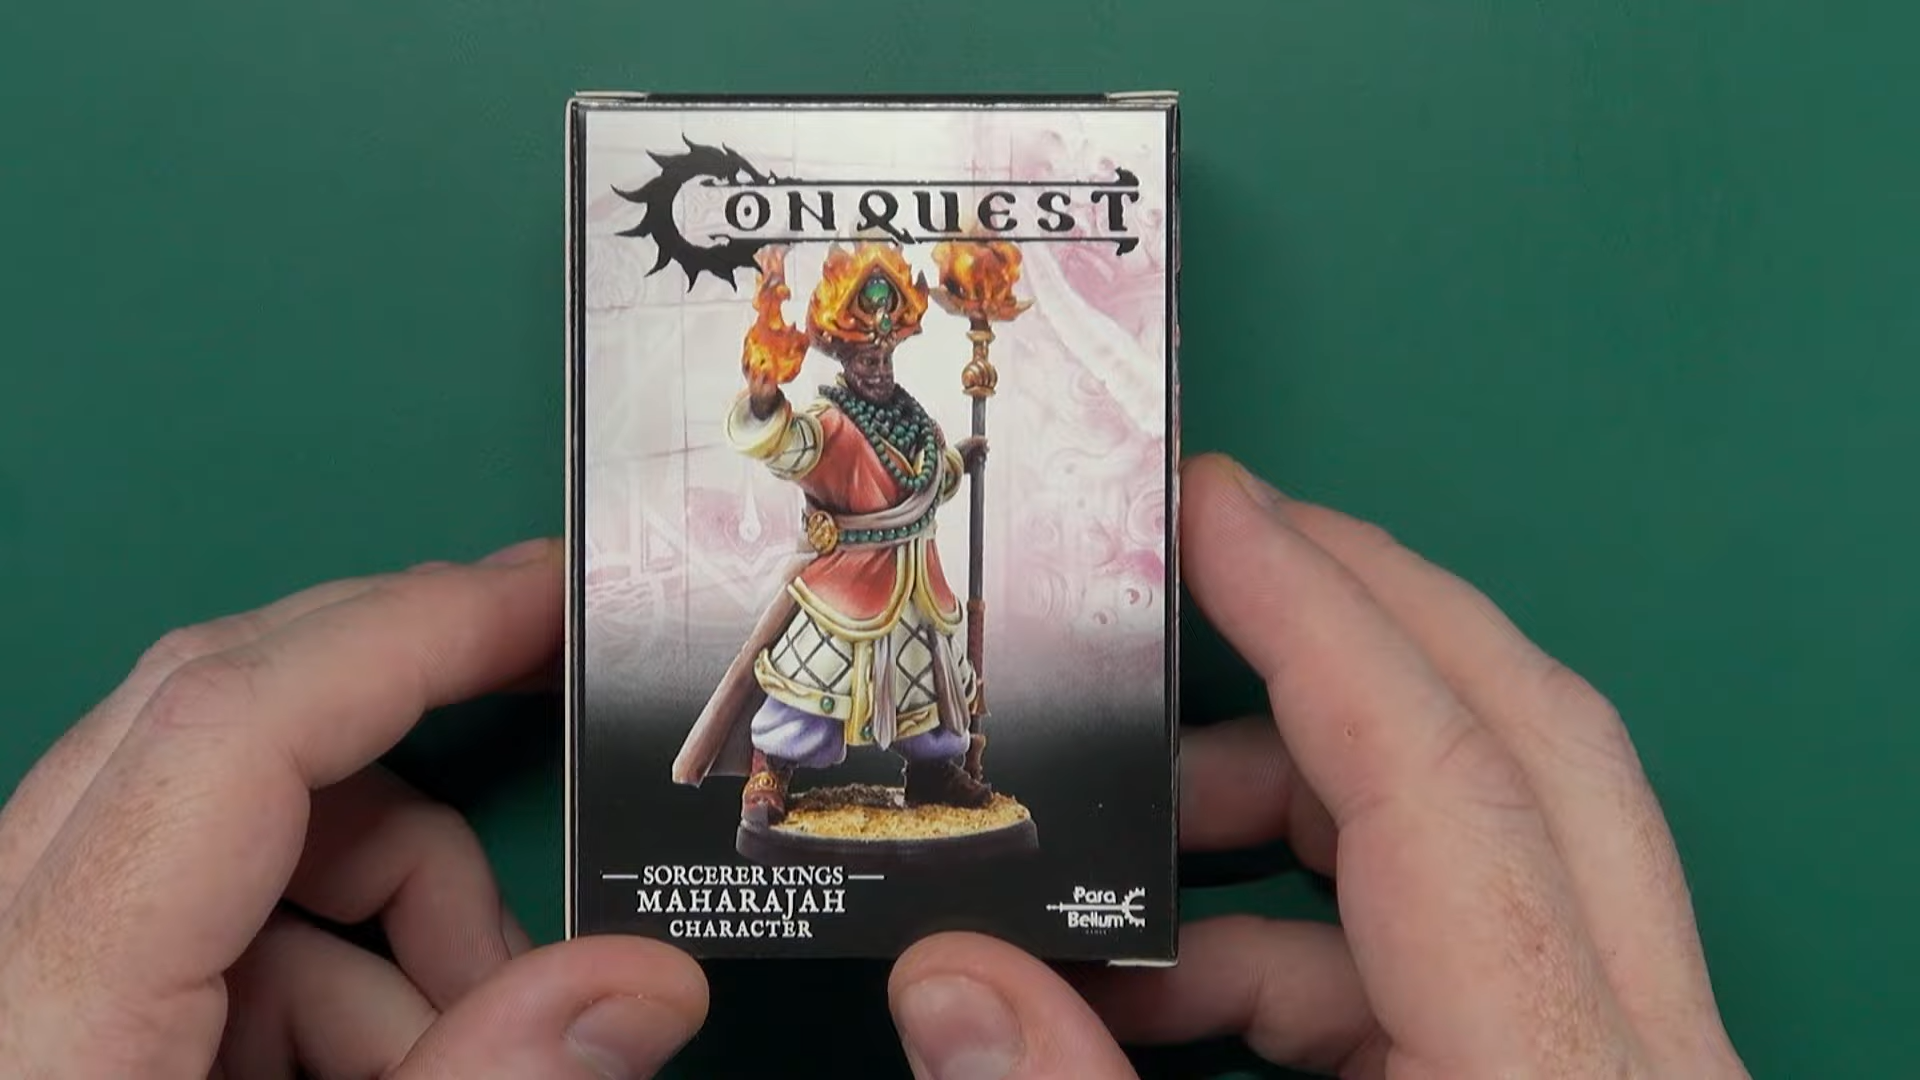 CONQUEST
SORCERER KINGS
MAHARAJAH
CHARACTER
Para
Bellum